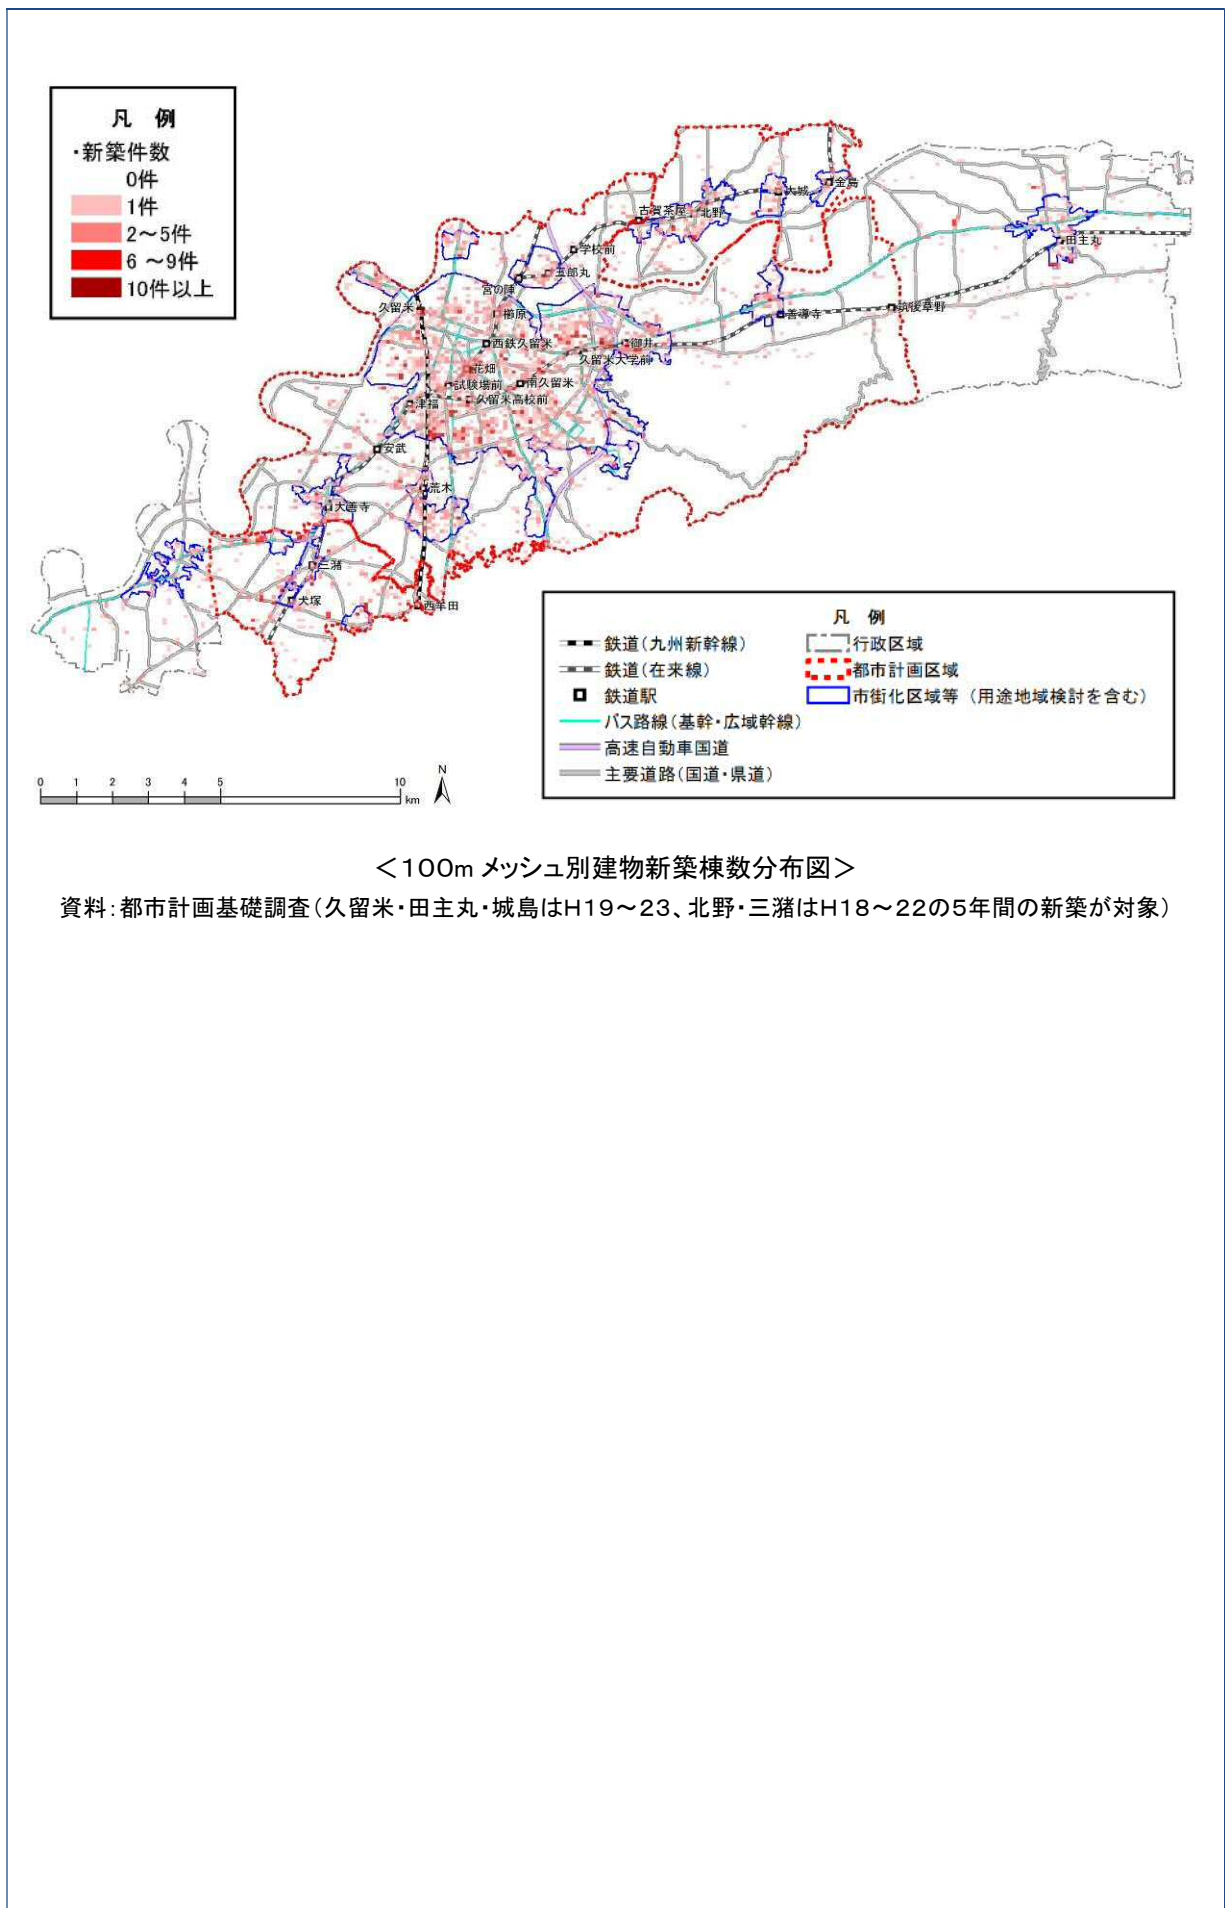 凡 例
・新築件数
0件
1件
2～5件
6 ～9件
10件以上
金島
大城
古賀茶屋
北野
学校前
五郎丸
宮の陣
田主丸
久留米
櫛原
善導寺
筑後草野
西鉄久留米
御井
久留米大学前
花畑
試験場前
南久留米
津福
久留米高校前
安武
荒木
大善寺
三潴
犬塚
西牟田
凡 例
鉄道（九州新幹線）
行政区域
鉄道（在来線）
都市計画区域
鉄道駅
市街化区域等（用途地域検討を含む）
バス路線（基幹・広域幹線）
高速自動車国道
主要道路（国道・県道）
0 1 2 3 4 5 10
km
N
＜100m メッシュ別建物新築棟数分布図＞
資料：都市計画基礎調査（久留米・田主丸・城島はH19～23、北野・三潴はH18～22の5年間の新築が対象）